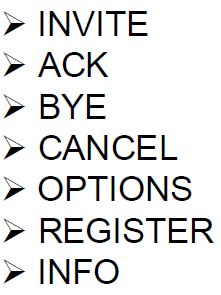 ➢ INVITE
➢ ACK
➢ BYE
➢ CANCEL
➢ OPTIONS
➢ REGISTER
➢ INFO